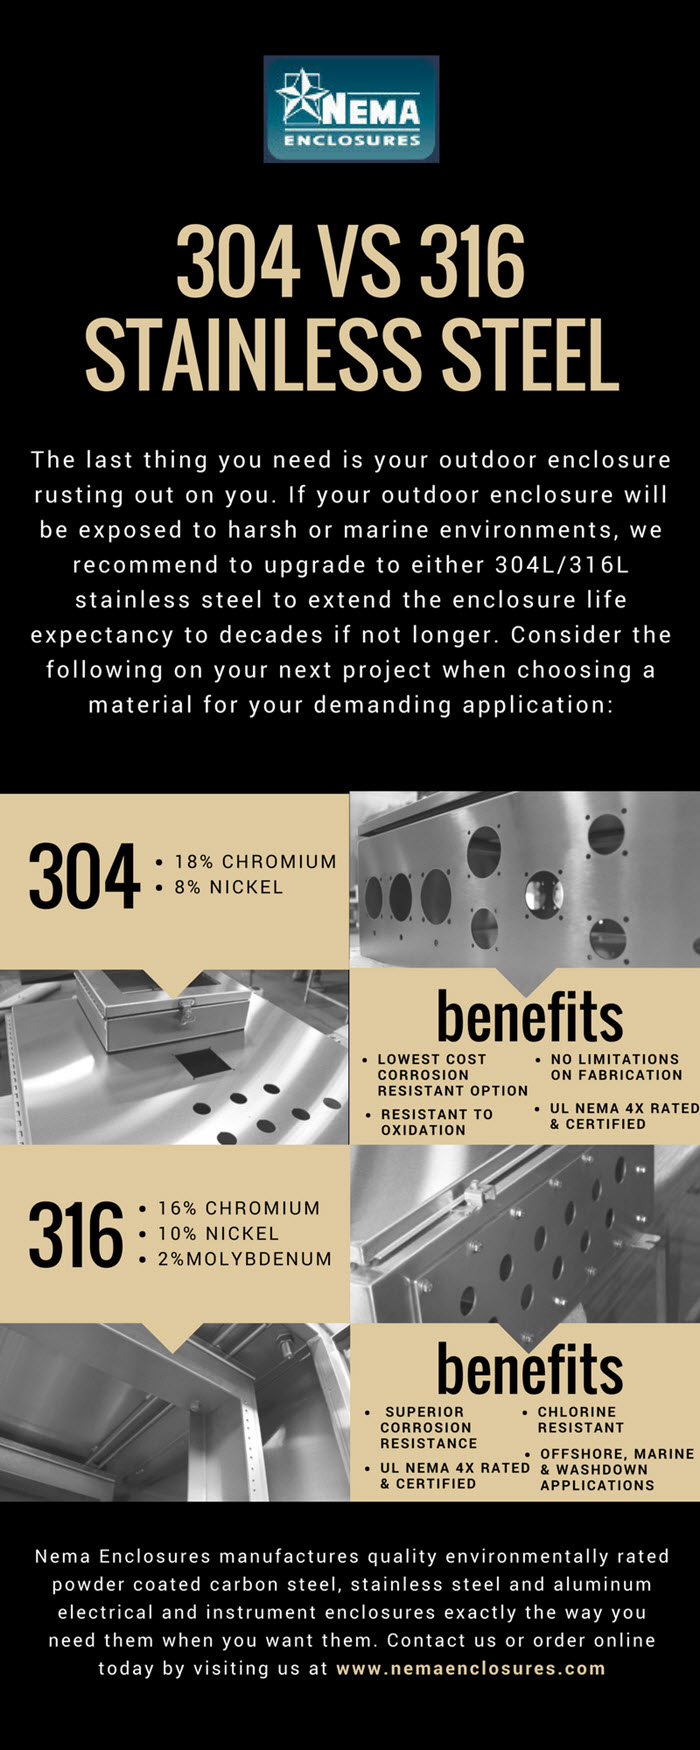 NEMA
ENCLOSURES
304 VS 316
STAINLESS STEEL
The last thing you need is your outdoor enclosure
rusting out on you. If your outdoor enclosure will
be exposed to harsh or marine environments, we
recommend to upgrade to either 304L/316L
stainless steel to extend the enclosure life
expectancy to decades if not longer. Consider the
following on your next project when choosing a
material for your demanding application:
304
• 18% CHROMIUM
• 8% NICKEL
benefits
• LOWEST COST
CORROSION
RESISTANT OPTION
• RESISTANT TO
OXIDATION
• NO LIMITATIONS
ON FABRICATION
• UL NEMA 4X RATED
& CERTIFIED
316
• 16% CHROMIUM
• 10% NICKEL
• 2%MOLYBDENUM
benefits
• SUPERIOR
CORROSION
RESISTANCE
• UL NEMA 4X RATED
& CERTIFIED
• CHLORINE
RESISTANT
• OFFSHORE, MARINE
& WASHDOWN
APPLICATIONS
Nema Enclosures manufactures quality environmentally rated
powder coated carbon steel, stainless steel and aluminum
electrical and instrument enclosures exactly the way you
need them when you want them. Contact us or order online
today by visiting us at www.nemaenclosures.com